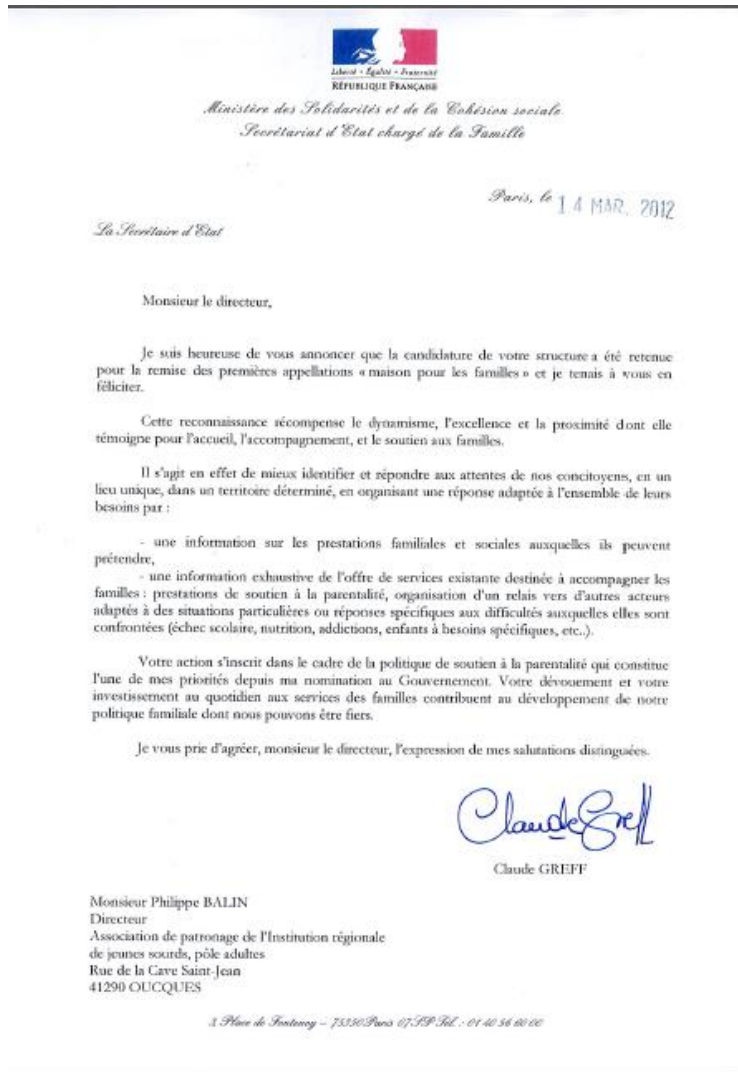 Liberté • Égalité • Fraternité
RÉPUBLIQUE FRANÇAISE
Ministère des Solidarités et de la Cohésion sociale
Secrétariat d'Etat chargé de la Famille
Paris, le 14 MAR. 2012
La Secrétaire d'Etat
Monsieur le directeur,
Je suis heureuse de vous annoncer que la candidature de votre structure a été retenue
pour la remise des premières appellations « maison pour les familles » et je tenais à vous en
féliciter.
Cette reconnaissance récompense le dynamisme, l'excellence et la proximité dont elle
témoigne pour l'accueil, l'accompagnement, et le soutien aux familles.
Il s'agit en effet de mieux identifier et répondre aux attentes de nos concitoyens, en un
lieu unique, dans un territoire déterminé, en organisant une réponse adaptée à l'ensemble de leurs
besoins par :
- une information sur les prestations familiales et sociales auxquelles ils peuvent
prétendre,
- une information exhaustive de l'offre de services existante destinée à accompagner les
familles : prestations de soutien à la parentalité, organisation d'un relais vers d'autres acteurs
adaptés à des situations particulières ou réponses spécifiques aux difficultés auxquelles elles sont
confrontées (échec scolaire, nutrition, addictions, enfants à besoins spécifiques, etc..).
Votre action s'inscrit dans le cadre de la politique de soutien à la parentalité qui constitue
l'une de mes priorités depuis ma nomination au Gouvernement. Votre dévouement et votre
investissement au quotidien aux services des familles contribuent au développement de notre
politique familiale dont nous pouvons être fiers.
Je vous prie d'agréer, monsieur le directeur, l'expression de mes salutations distinguées.
Claude Greff
Claude GREFF
Monsieur Philippe BALIN
Directeur
Association de patronage de l'Institution régionale
de jeunes sourds, pôle adultes
Rue de la Cave Saint-Jean
41290 OUCQUES
3, Place de Fontenoy – 75350 Paris 07 SP Tél. : 01 40 56 60 00